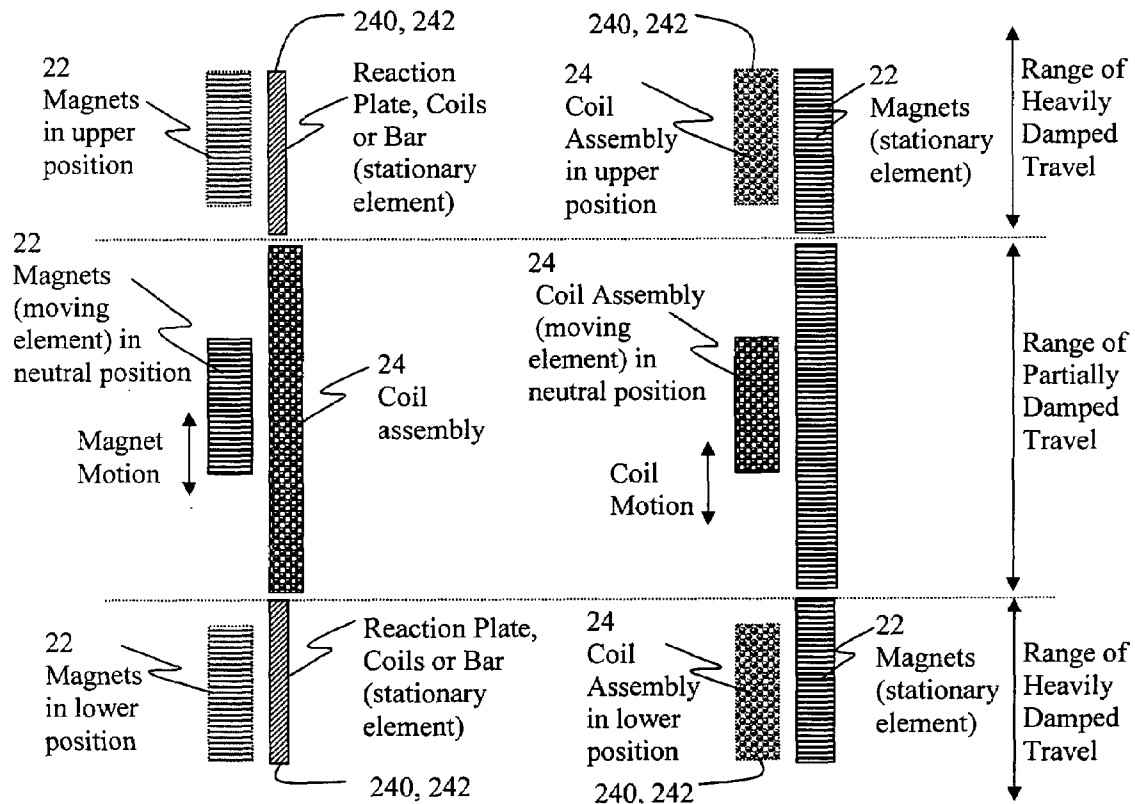 240, 242
22
Magnets
in upper
position
Reaction
Plate, Coils
or Bar
(stationary
element)
240, 242
24
Coil
Assembly
in upper
position
22
Magnets
(stationary
element)
Range of
Heavily
Damped
Travel
22
Magnets
(moving
element) in
neutral position
Magnet
Motion
24
Coil
assembly
24
Coil Assembly
(moving
element) in
neutral position
Coil
Motion
Range of
Partially
Damped
Travel
22
Magnets
in lower
position
Reaction Plate,
Coils or Bar
(stationary
element)
240, 242
24
Coil
Assembly
in lower
position
240, 242
22
Magnets
(stationary
element)
Range of
Heavily
Damped
Travel